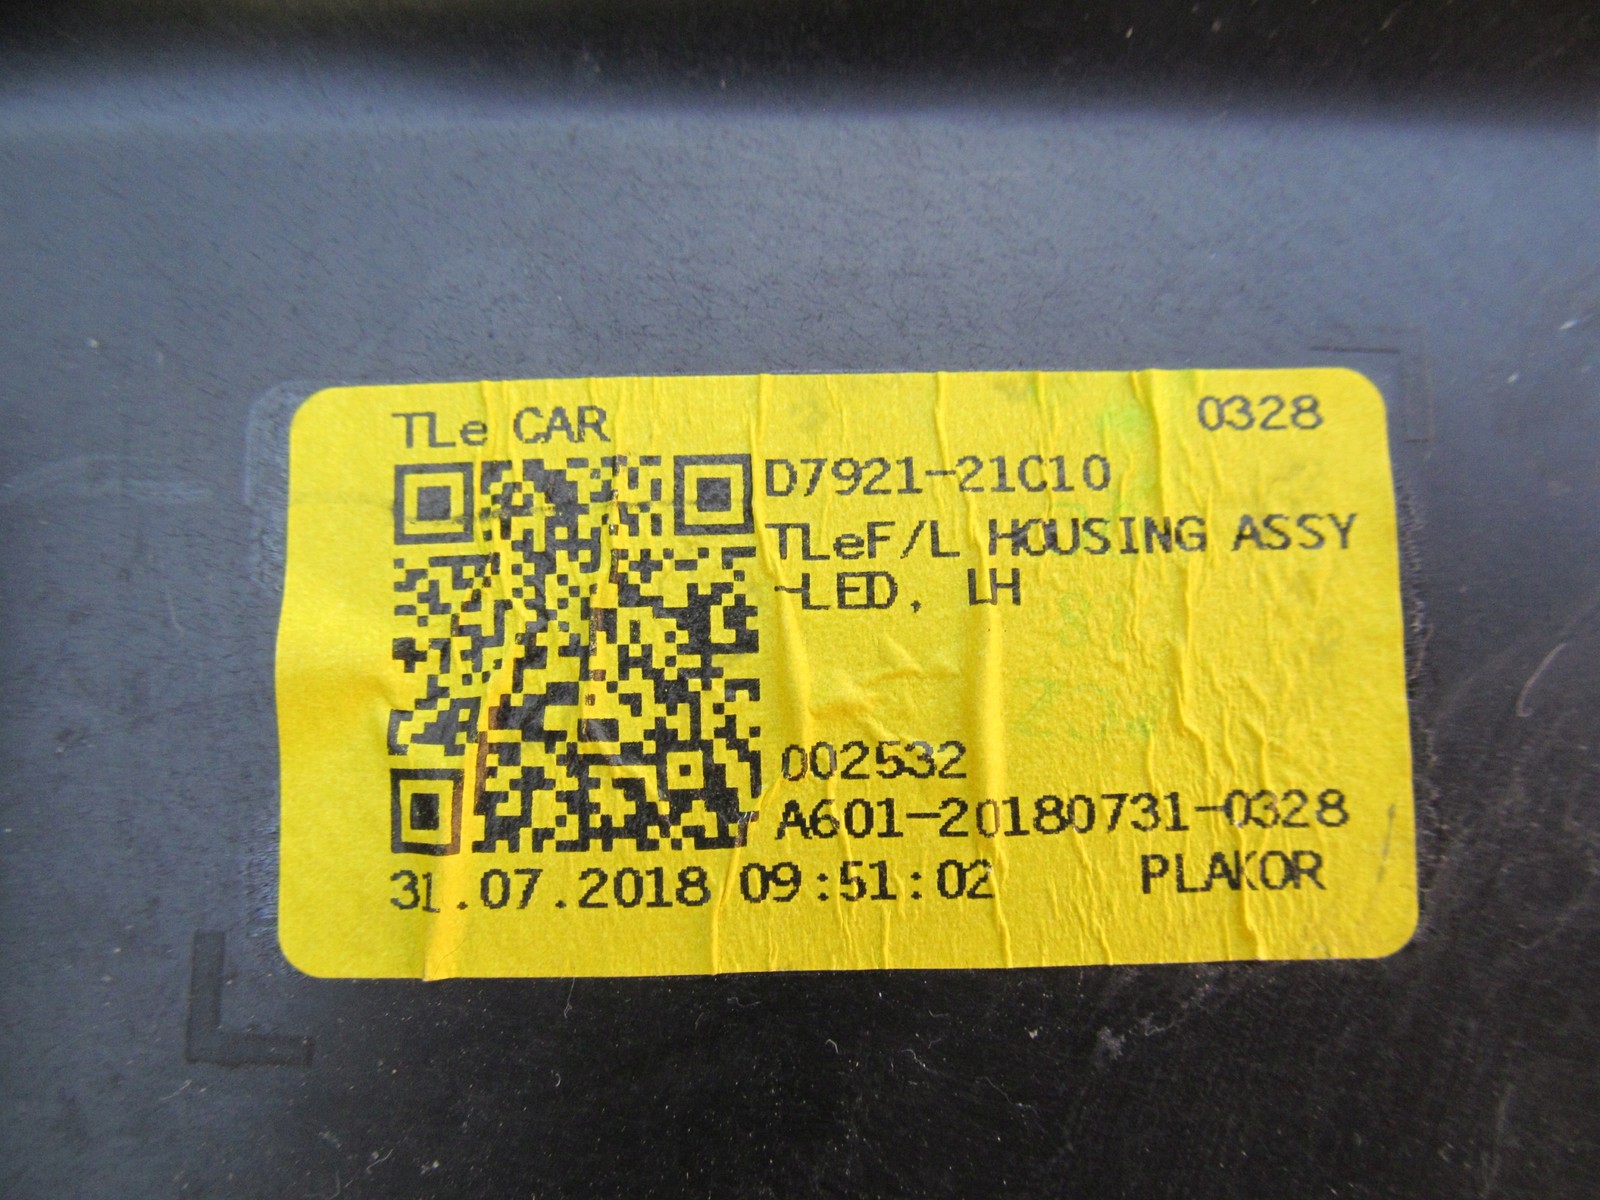 TLe CAR 0328
D7921-21C10
TLeF/L HOUSING ASSY
-LED, LH
002532
A601-20180731-0328
31.07.2018 09:51:02 PLAKOR